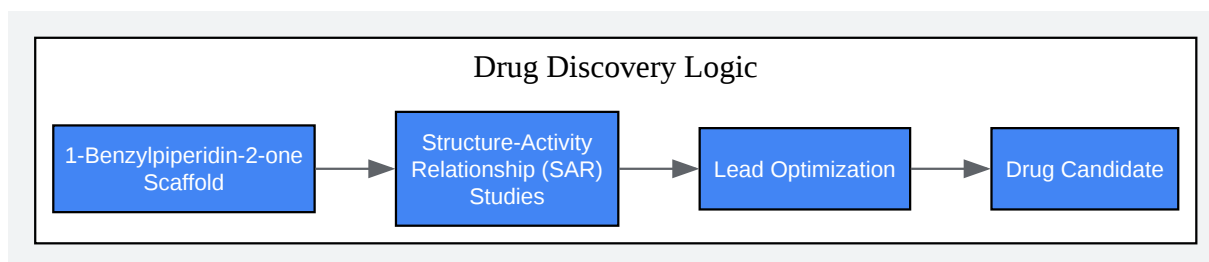 Drug Discovery Logic
1-Benzylpiperidin-2-one
Scaffold
Structure-Activity
Relationship (SAR)
Studies
Lead Optimization
Drug Candidate